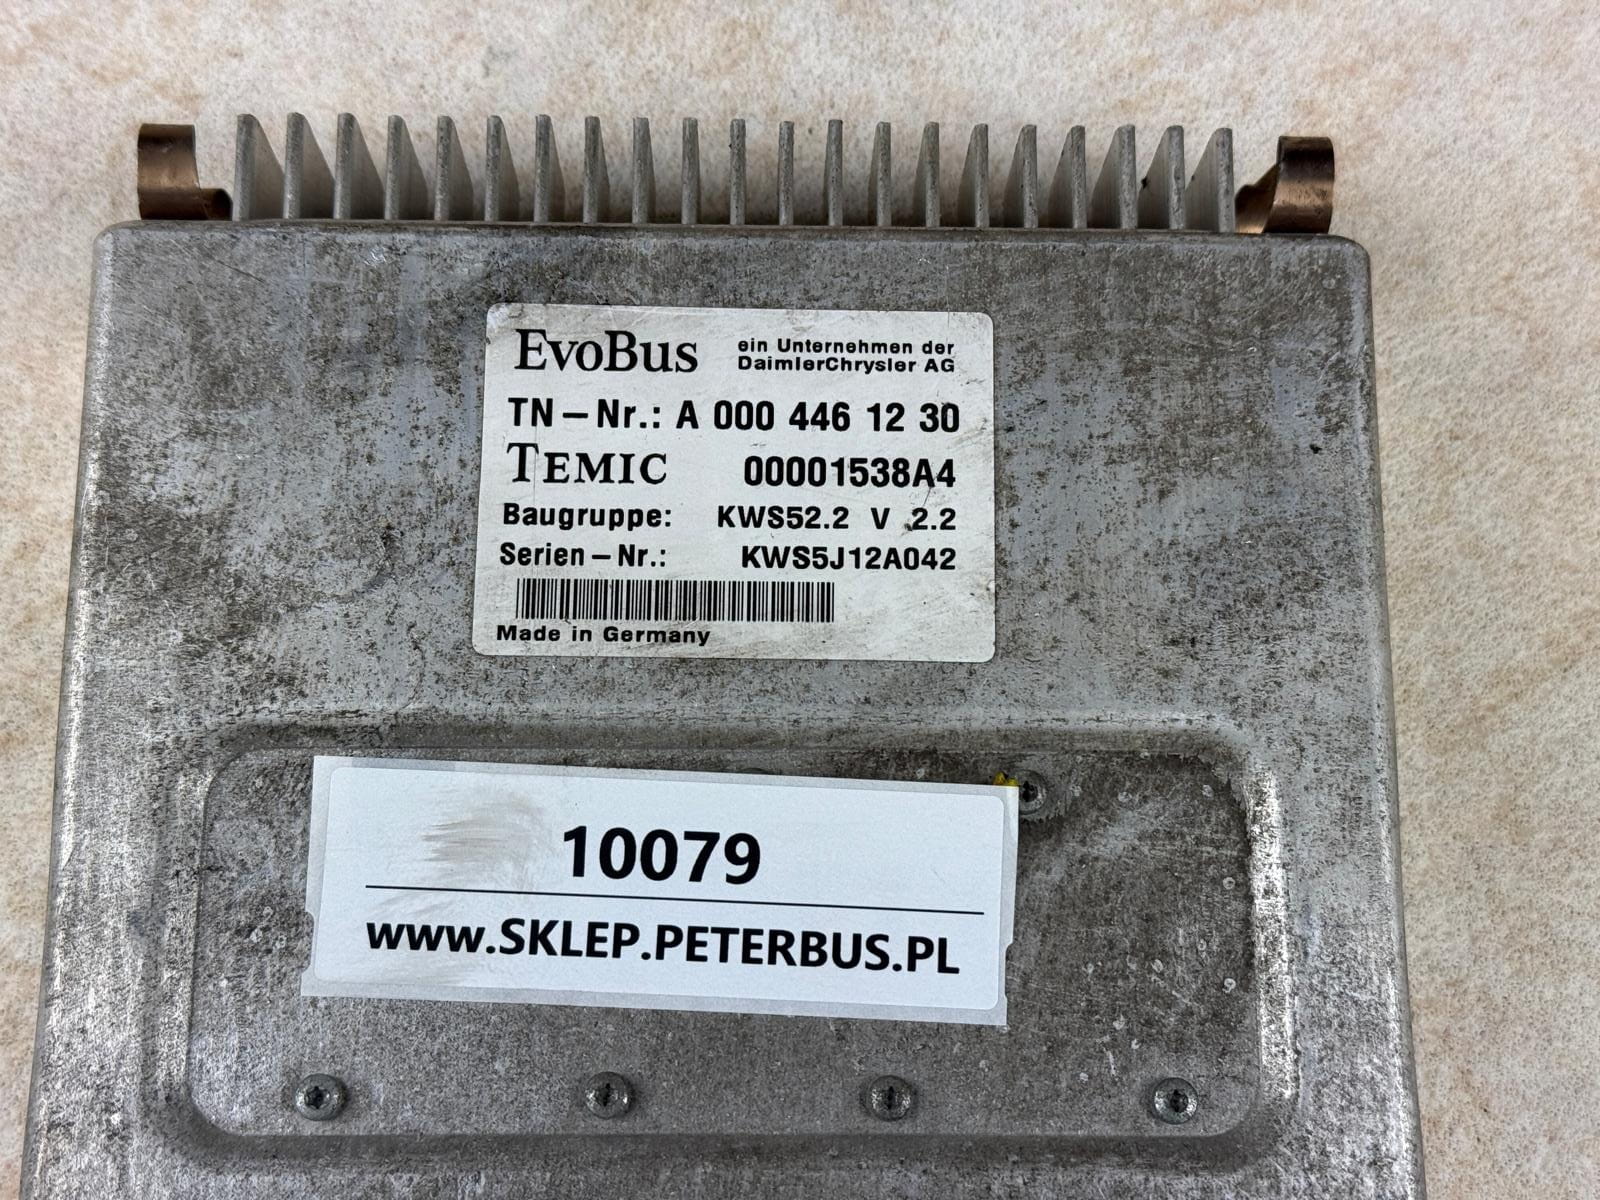 EvoBus ein Unternehmen der
DaimlerChrysler AG
TN-Nr.: A 000 446 12 30
TEMIC 00001538A4
Baugruppe: KWS52.2 V 2.2
Serien-Nr.: KWS5J12A042
Made in Germany
10079
www.SKLEP.PETERBUS.PL